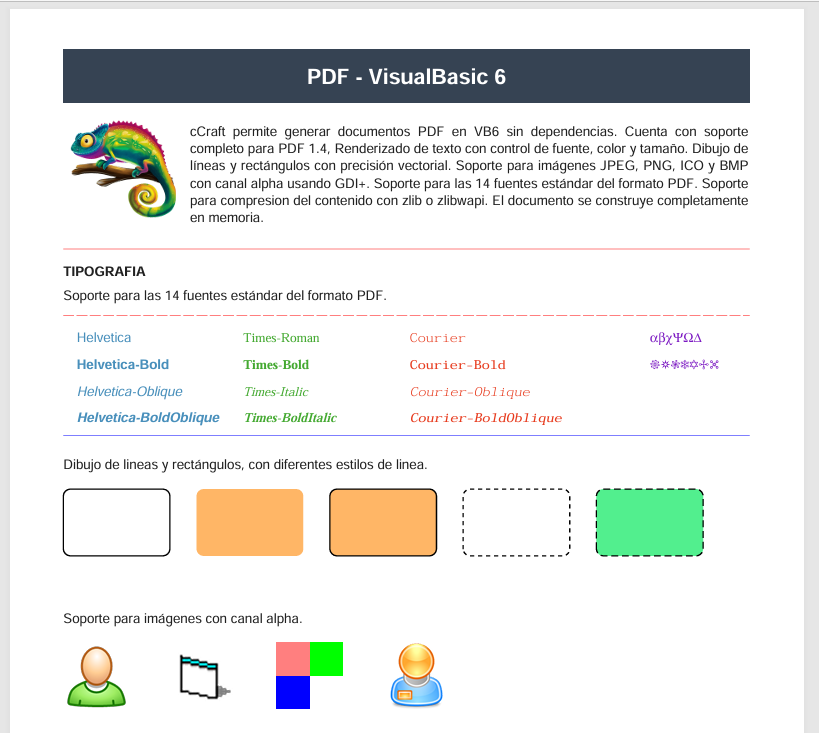 PDF - VisualBasic 6
cCraft permite generar documentos PDF en VB6 sin dependencias. Cuenta con soporte
completo para PDF 1.4, Renderizado de texto con control de fuente, color y tamaño. Dibujo de
líneas y rectángulos con precisión vectorial. Soporte para imágenes JPEG, PNG, ICO y BMP
con canal alpha usando GDI+. Soporte para las 14 fuentes estándar del formato PDF. Soporte
para compresion del contenido con zlib o zlibwapi. El documento se construye completamente
en memoria.
TIPOGRAFIA
Soporte para las 14 fuentes estándar del formato PDF.
Helvetica Times-Roman Courier αβχΨΩΔ
Helvetica-Bold Times-Bold Courier-Bold
Helvetica-Oblique Times-Italic Courier-Oblique
Helvetica-BoldOblique Times-BoldItalic Courier-BoldOblique
Dibujo de lineas y rectángulos, con diferentes estilos de linea.
Soporte para imágenes con canal alpha.